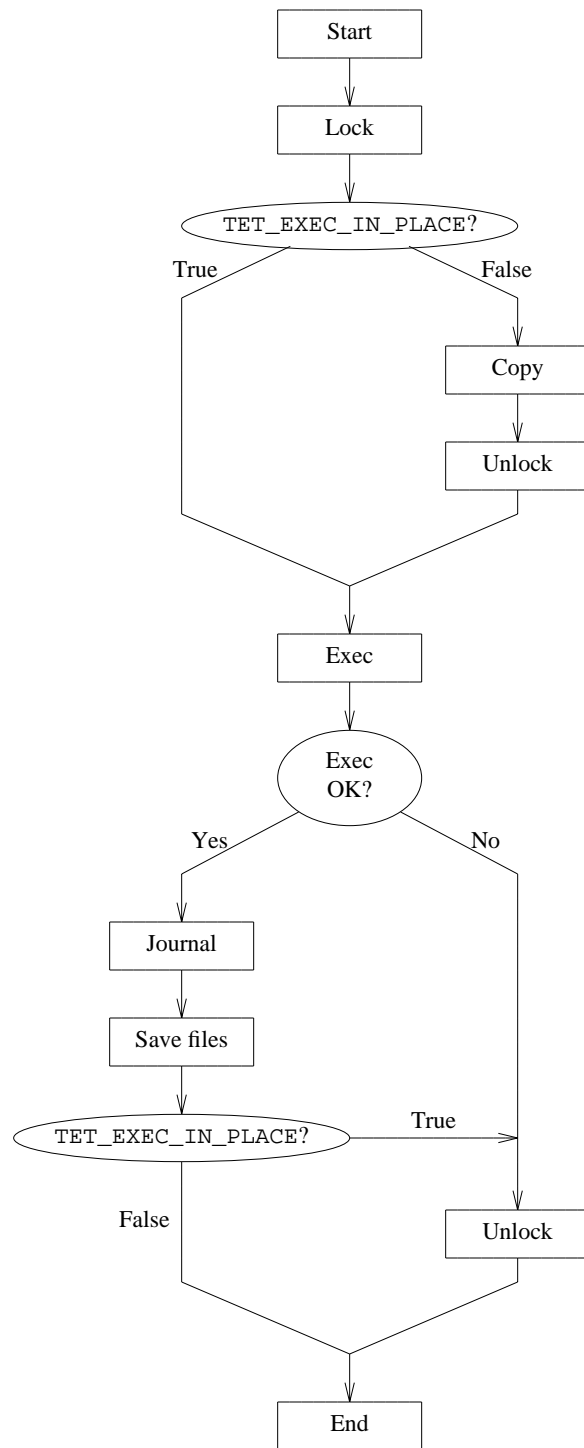 Start
Lock
TET_EXEC_IN_PLACE?
True
False
Copy
Unlock
Exec
Exec
OK?
Yes
No
Journal
Save files
TET_EXEC_IN_PLACE?
True
False
Unlock
End